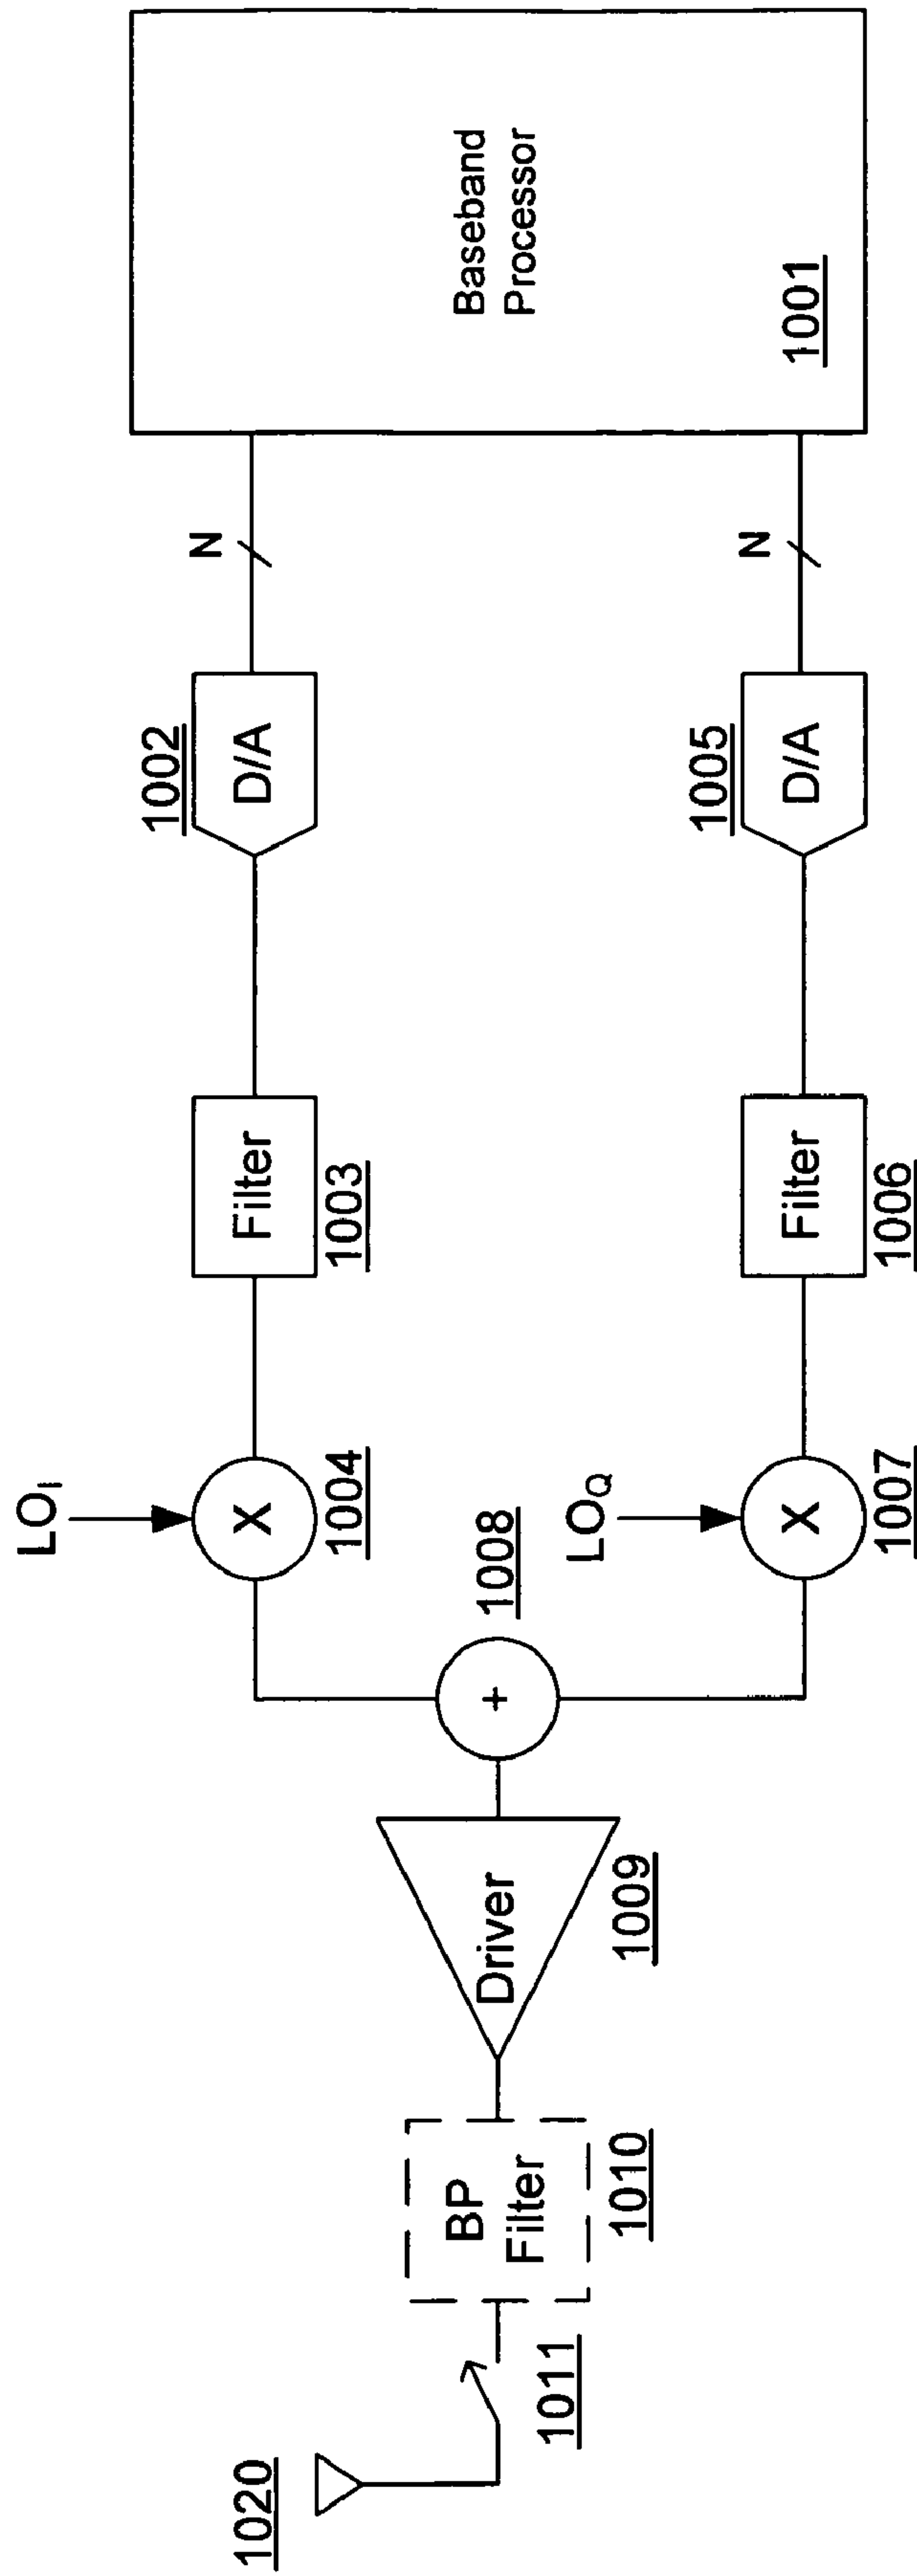 LO_I
1002
N
1004
X
Filter
1003
D/A
1020
1011
BP
Filter
1010
Driver
1009
+
1008
Baseband
Processor
1001
LO_Q
1005
N
X
1007
Filter
1006
D/A